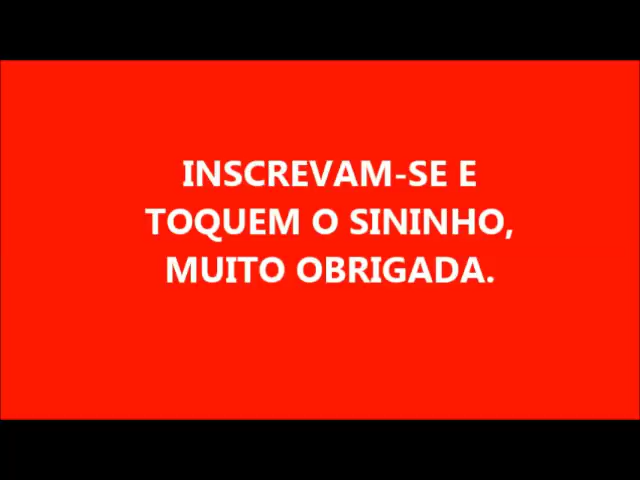 INSCREVAM-SE E
TOQUEM O SININHO,
MUITO OBRIGADA.